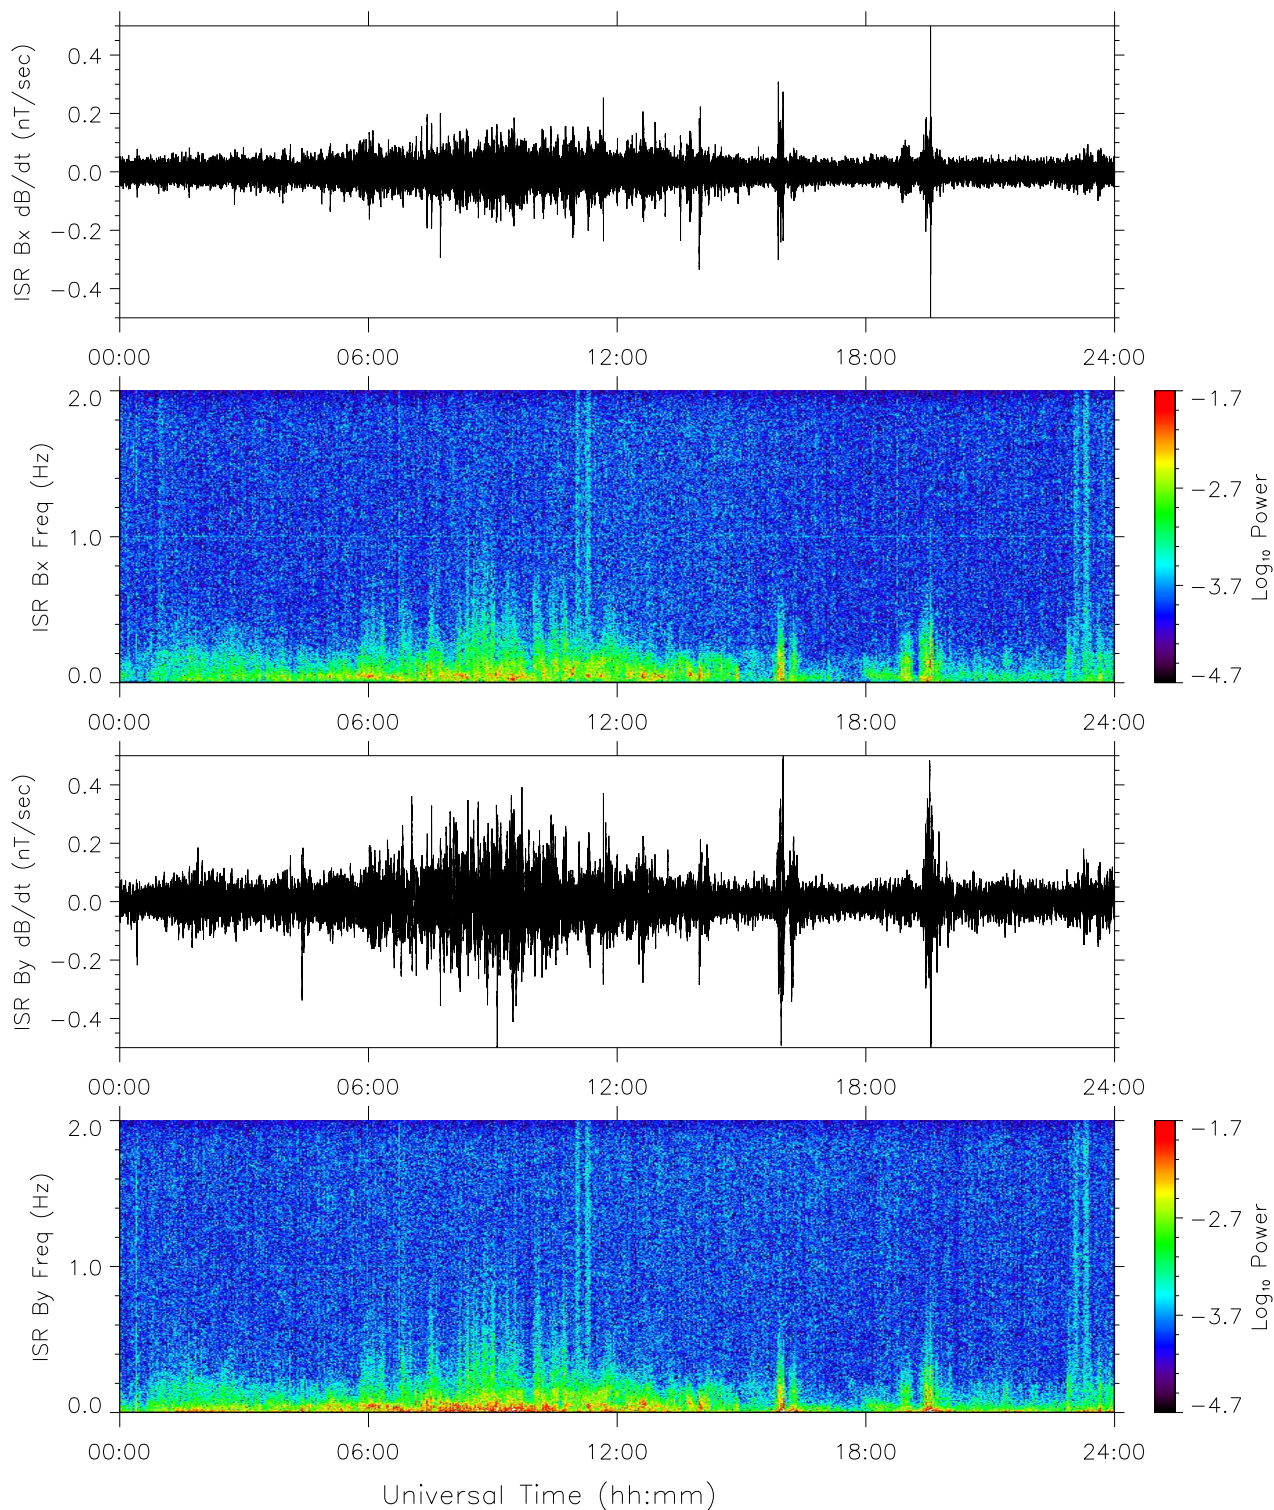 ISR Bx dB/dt (nT/sec)
0.4
0.2
0.0
−0.2
−0.4
00:00 06:00 12:00 18:00 24:00
ISR Bx Freq (Hz)
2.0
1.0
0.0
00:00 06:00 12:00 18:00 24:00
−1.7
−2.7
−3.7
−4.7
Log₁₀ Power
ISR By dB/dt (nT/sec)
0.4
0.2
0.0
−0.2
−0.4
00:00 06:00 12:00 18:00 24:00
ISR By Freq (Hz)
2.0
1.0
0.0
00:00 06:00 12:00 18:00 24:00
−1.7
−2.7
−3.7
−4.7
Log₁₀ Power
Universal Time (hh:mm)